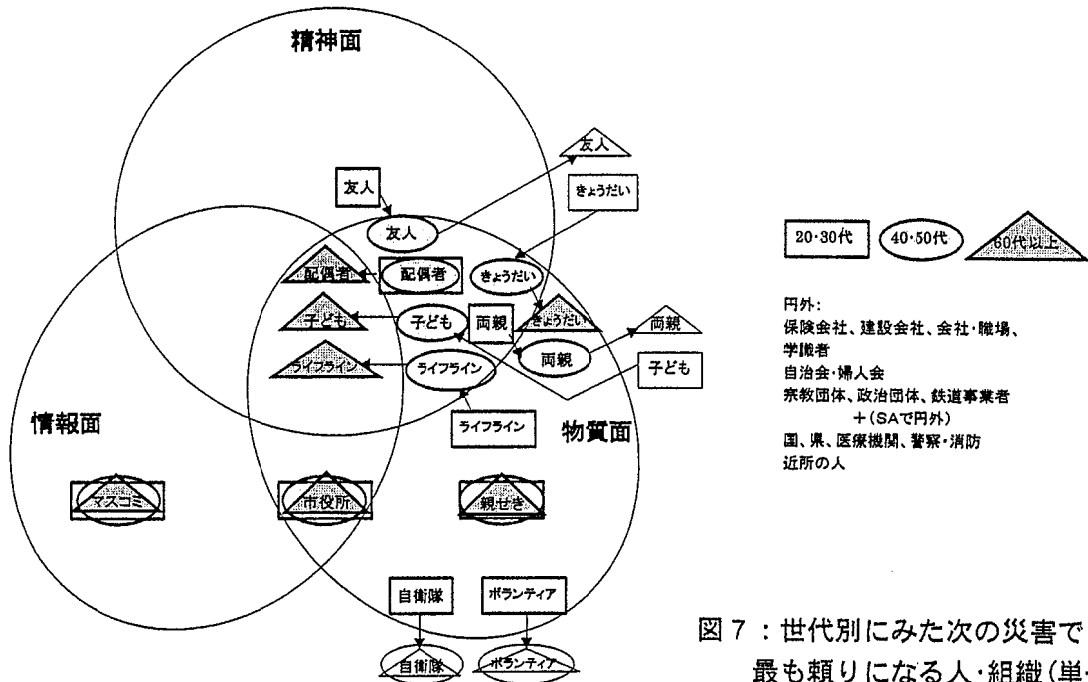 精神面
友人
きょうだい
友人
友人
配偶者
配偶者
きょうだい
子ども
子ども
両親
きょうだい
両親
ライフライン
ライフライン
両親
子ども
情報面
ライフライン
物質面
マスコミ
市役所
親せき
自衛隊
ボランティア
自衛隊
ボランティア
20・30代
40・50代
60代以上
円外:
保険会社、建設会社、会社・職場、
学識者
自治会・婦人会
宗教団体、政治団体、鉄道事業者
+(SAで円外)
国、県、医療機関、警察・消防
近所の人
図7:世代別にみた次の災害で
最も頼りになる人・組織(単